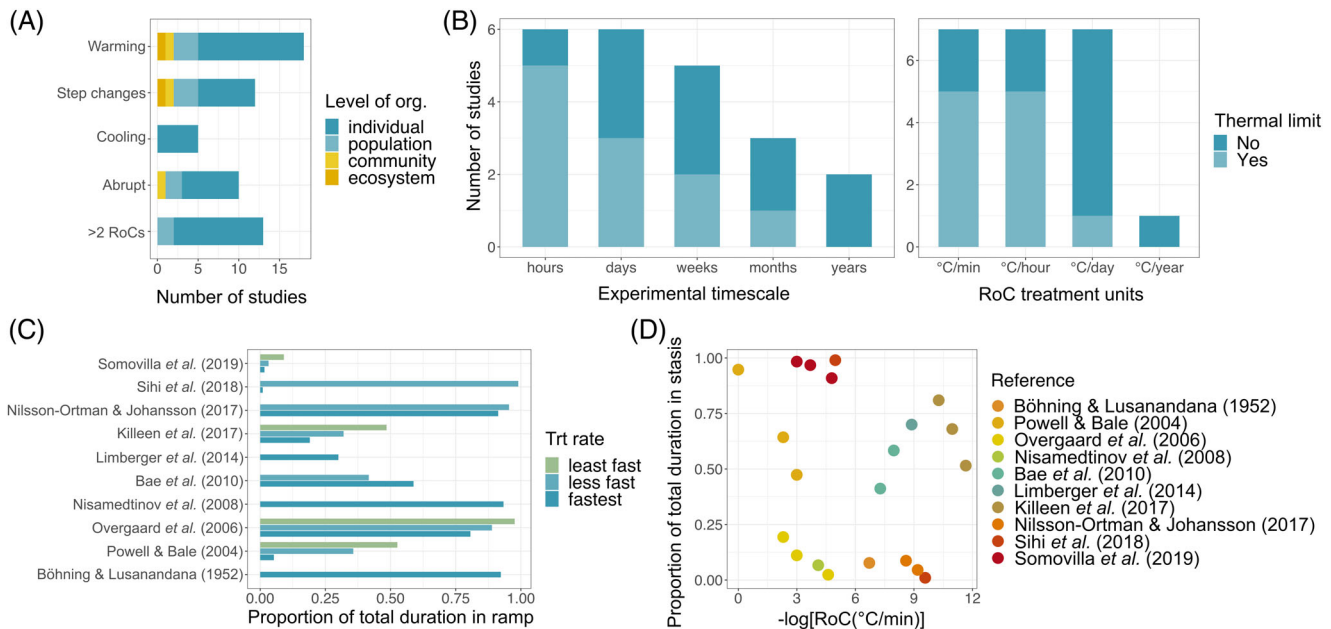 (A)
Warming
Step changes
Cooling
Abrupt
>2 RoCs
0 5 10 15
Number of studies
Level of org.
individual
population
community
ecosystem
(B)
Number of studies
6
4
2
0
hours days weeks months years
Experimental timescale
6
4
2
0
°C/min °C/hour °C/day °C/year
RoC treatment units
Thermal limit
No
Yes
(C)
Somovilla et al. (2019)
Sihi et al. (2018)
Nilsson-Ortman & Johansson (2017)
Killeen et al. (2017)
Limberger et al. (2014)
Bae et al. (2010)
Nisamedtinov et al. (2008)
Overgaard et al. (2006)
Powell & Bale (2004)
Böhning & Lusanandana (1952)
0.00 0.25 0.50 0.75 1.00
Proportion of total duration in ramp
Trt rate
least fast
less fast
fastest
(D)
Proportion of total duration in stasis
1.00
0.75
0.50
0.25
0.00
0 3 6 9 12
-log[RoC(°C/min)]
Reference
Böhning & Lusanandana (1952)
Powell & Bale (2004)
Overgaard et al. (2006)
Nisamedtinov et al. (2008)
Bae et al. (2010)
Limberger et al. (2014)
Killeen et al. (2017)
Nilsson-Ortman & Johansson (2017)
Sihi et al. (2018)
Somovilla et al. (2019)